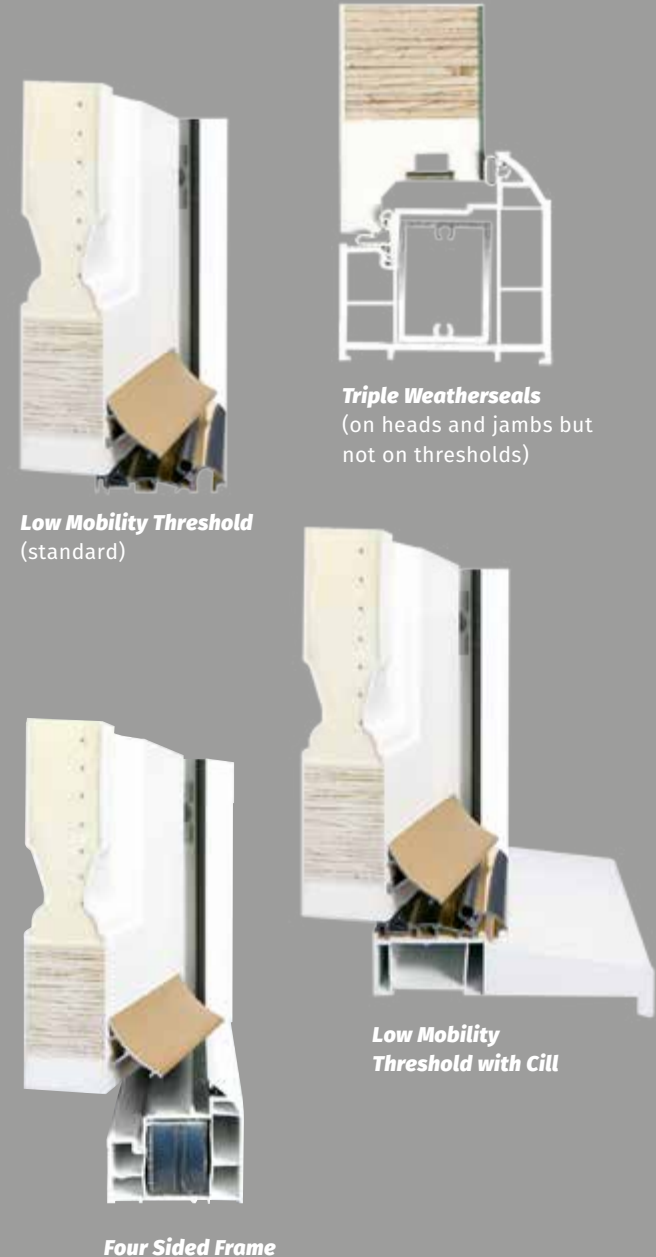 Triple Weatherseals
(on heads and jambs but
not on thresholds)
Low Mobility Threshold
(standard)
Low Mobility
Threshold with Cill
Four Sided Frame